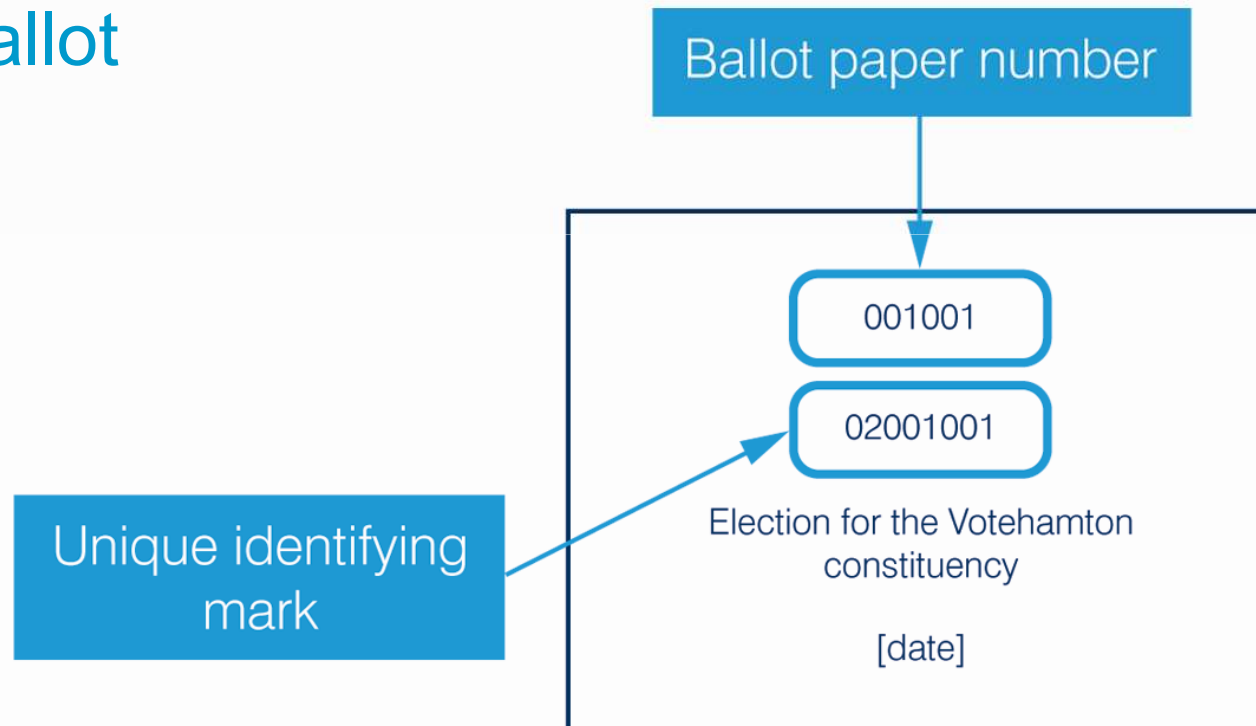 allot
Ballot paper number
001001
02001001
Unique identifying
mark
Election for the Votehamton
constituency
[date]